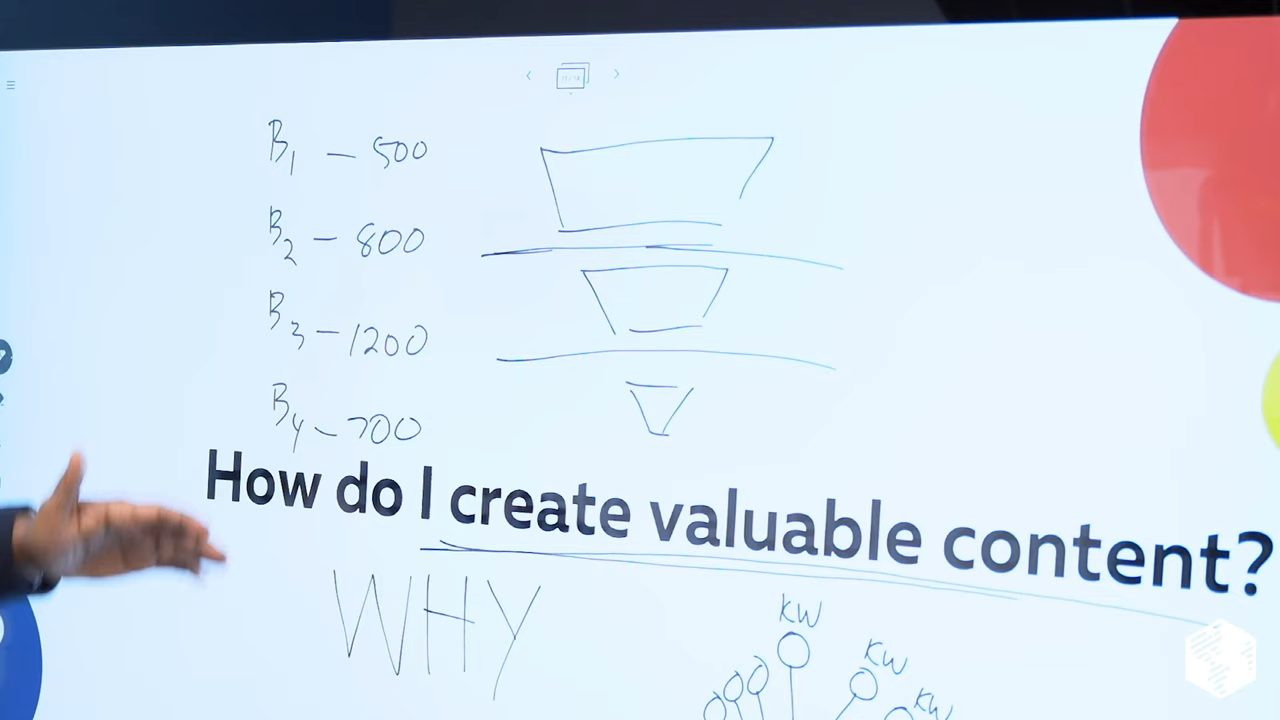 B1 – 500
B2 – 800
B3 – 1200
B4 – 700
How do I create valuable content?
WHY
KW
KW
KW